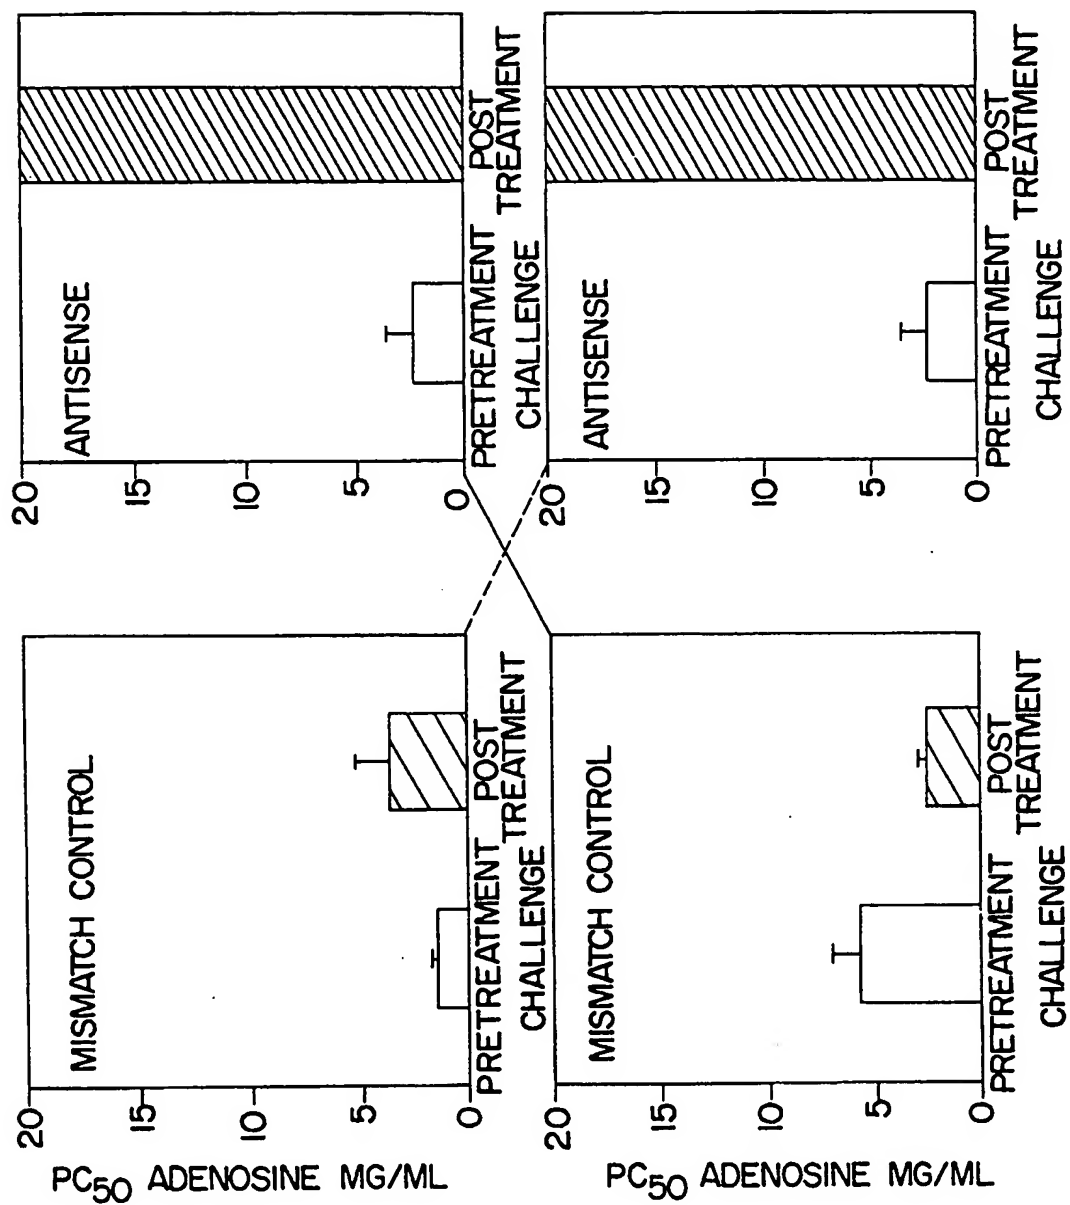 PC50 ADENOSINE MG/ML
20
15
10
5
0
MISMATCH CONTROL
PRETREATMENT
CHALLENGE
POST
TREATMENT
20
15
10
5
0
ANTISENSE
PRETREATMENT
CHALLENGE
POST
TREATMENT
PC50 ADENOSINE MG/ML
20
15
10
5
0
MISMATCH CONTROL
PRETREATMENT
CHALLENGE
POST
TREATMENT
20
15
10
5
0
ANTISENSE
PRETREATMENT
CHALLENGE
POST
TREATMENT